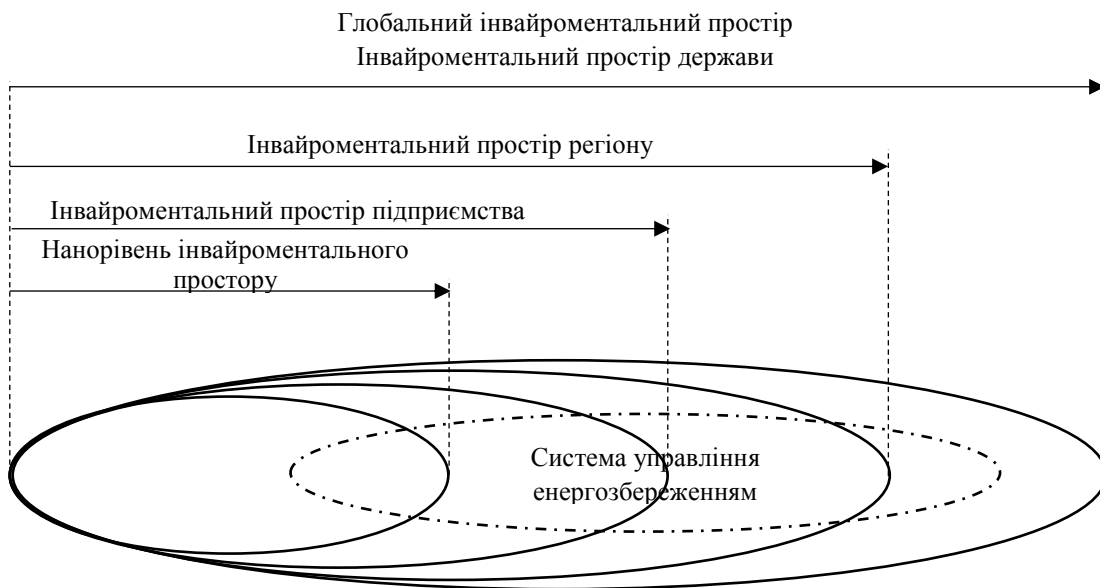 Глобальний інвайроментальний простір
Інвайроментальний простір держави
Інвайроментальний простір регіону
Інвайроментальний простір підприємства
Нанорівень інвайроментального
простору
Система управління
енергозбереженням